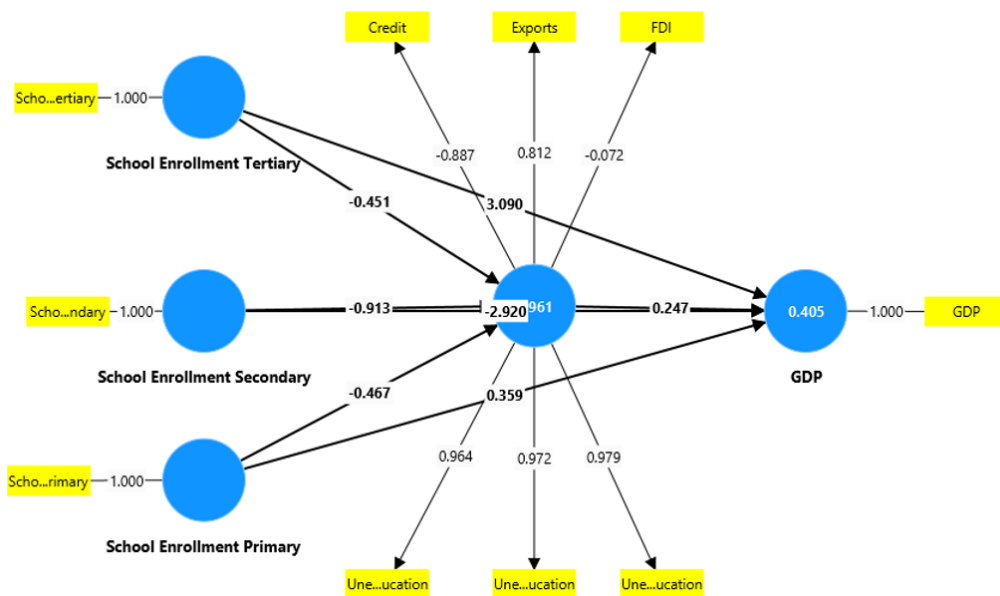 Credit
Exports
FDI
Scho...ertiary
1.000
School Enrollment Tertiary
-0.887
0.812
-0.072
-0.451
3.090
Scho...ndary
1.000
School Enrollment Secondary
-0.913
-2.920
961
0.247
0.405
1.000
GDP
GDP
Scho...rimary
1.000
School Enrollment Primary
-0.467
0.359
0.964
0.972
0.979
Une...ucation
Une...ucation
Une...ucation